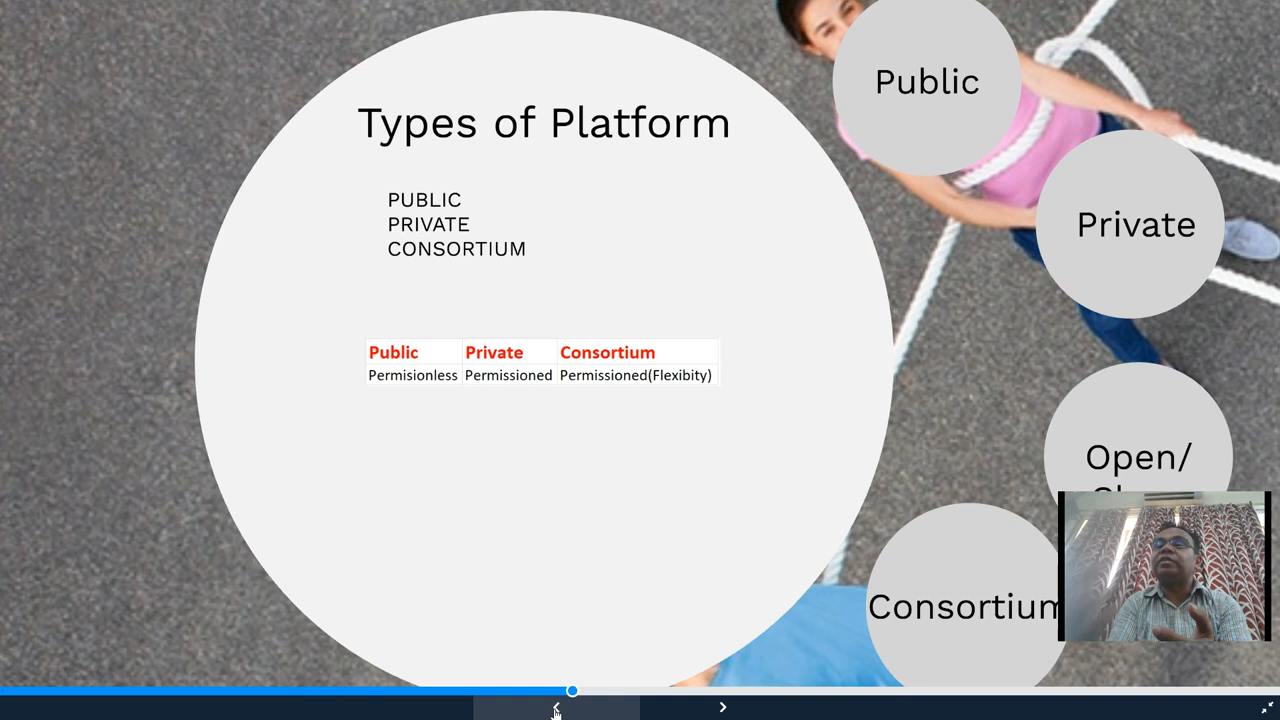 Types of Platform
PUBLIC
PRIVATE
CONSORTIUM
Public Private Consortium
Permisionless Permissioned Permissioned(Flexibity)
Public
Private
Open/
Consortium